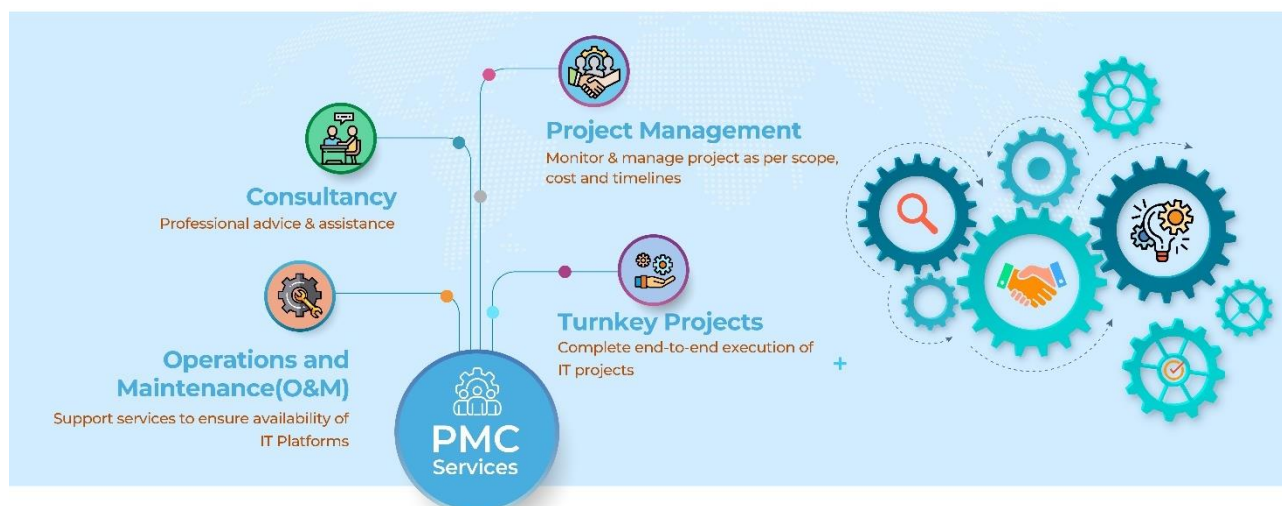 Project Management
Monitor & manage project as per scope,
cost and timelines
Consultancy
Professional advice & assistance
Turnkey Projects
Complete end-to-end execution of
IT projects
Operations and
Maintenance(O&M)
Support services to ensure availability of
IT Platforms
PMC
Services